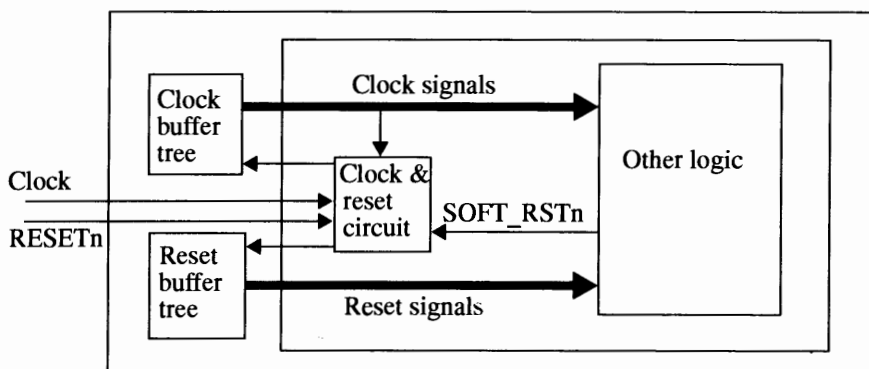 Clock signals
Clock
buffer
tree
Other logic
Clock &
reset
circuit
Clock
SOFT_RSTn
RESETn
Reset
buffer
tree
Reset signals